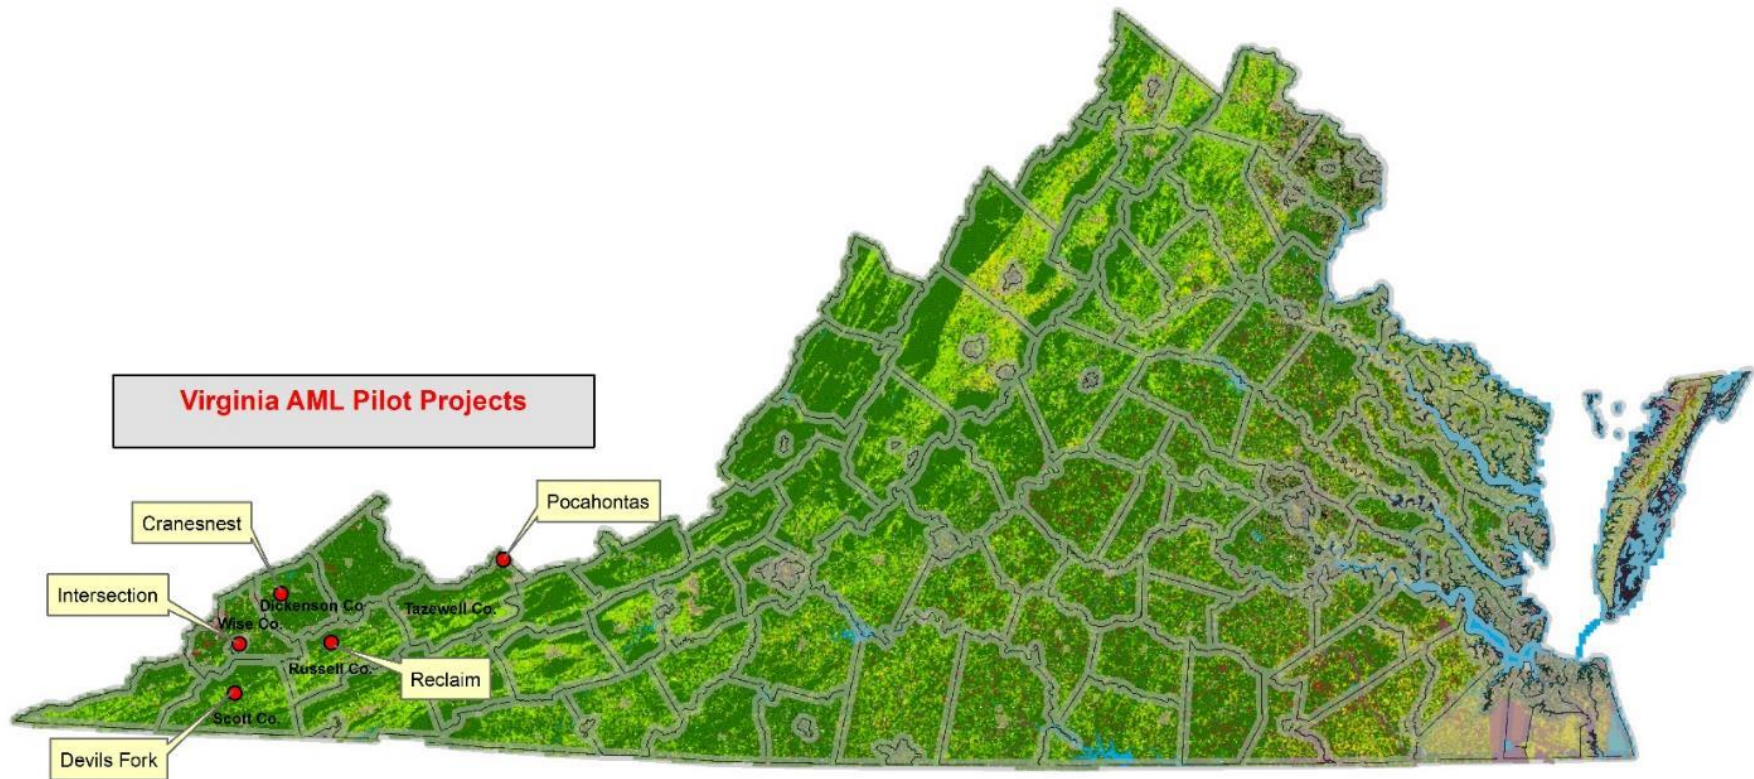 Virginia AML Pilot Projects
Pocahontas
Cranesnest
Intersection
Dickenson Co.
Tazewell Co.
Wise Co.
Russell Co.
Reclaim
Scott Co.
Devils Fork